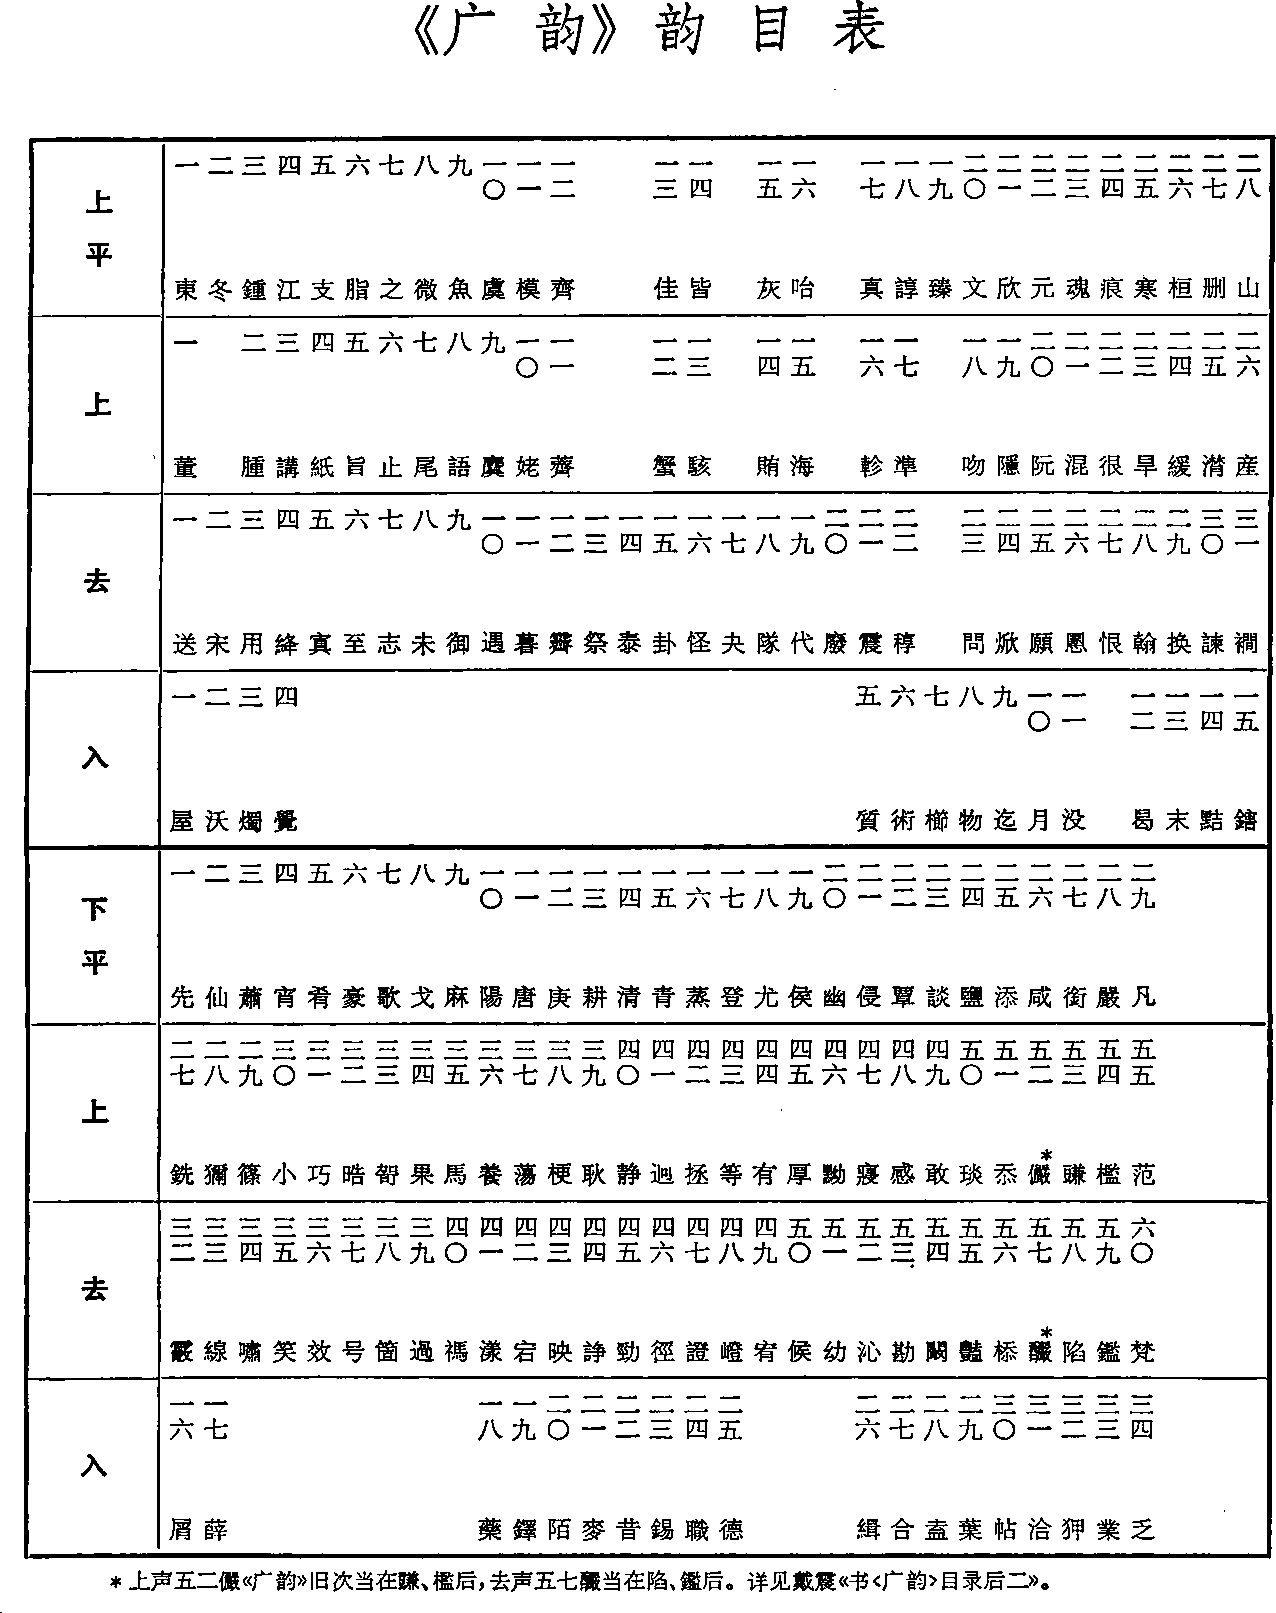 《广韵》韵目表
上平
一 二 三 四 五 六 七 八 九 一〇 一一 一二 一三 一四 一五 一六 一七 一八 一九 二〇 二一 二二 二三 二四 二五 二六 二七 二八
東 冬 鍾 江 支 脂 之 微 魚 虞 模 齊 佳 皆 灰 咍 真 諄 臻 文 欣 元 魂 痕 寒 桓 删 山
上
一 二 三 四 五 六 七 八 九 一〇 一一 一二 一三 一四 一五 一六 一七 一八 一九 二〇 二一 二二 二三 二四 二五 二六
董 腫 講 紙 旨 止 尾 語 麌 姥 薺 蟹 駭 賄 海 軫 準 吻 隱 阮 混 很 旱 緩 潸 産
去
一 二 三 四 五 六 七 八 九 一〇 一一 一二 一三 一四 一五 一六 一七 一八 一九 二〇 二一 二二 二三 二四 二五 二六 二七 二八 二九 三〇 三一
送 宋 用 絳 寘 至 志 未 御 遇 暮 霽 祭 泰 卦 怪 夬 隊 代 廢 震 稕 問 焮 願 慁 恨 翰 换 諫 襇
入
一 二 三 四 五 六 七 八 九 一〇 一一 一二 一三 一四 一五
屋 沃 燭 覺 質 術 櫛 物 迄 月 没 曷 末 黠 鎋
下平
一 二 三 四 五 六 七 八 九 一〇 一一 一二 一三 一四 一五 一六 一七 一八 一九 二〇 二一 二二 二三 二四 二五 二六 二七 二八 二九
先 仙 蕭 宵 肴 豪 歌 戈 麻 陽 唐 庚 耕 清 青 蒸 登 尤 侯 幽 侵 覃 談 鹽 添 咸 銜 嚴 凡
上
二七 二八 二九 三〇 三一 三二 三三 三四 三五 三六 三七 三八 三九 四〇 四一 四二 四三 四四 四五 四六 四七 四八 四九 五〇 五一 五二 五三 五四 五五
銑 獮 篠 小 巧 晧 哿 果 馬 養 蕩 梗 耿 静 迥 拯 等 有 厚 黝 寑 感 敢 琰 忝 儼* 豏 檻 范
去
三二 三三 三四 三五 三六 三七 三八 三九 四〇 四一 四二 四三 四四 四五 四六 四七 四八 四九 五〇 五一 五二 五三 五四 五五 五六 五七 五八 五九 六〇
霰 線 嘯 笑 效 号 箇 過 禡 漾 宕 映 諍 勁 徑 證 嶝 宥 候 幼 沁 勘 闞 豔 㮇 釅* 陷 鑑 梵
入
一六 一七 一八 一九 二〇 二一 二二 二三 二四 二五 二六 二七 二八 二九 三〇 三一 三二 三三 三四
屑 薛 藥 鐸 陌 麥 昔 錫 職 德 緝 合 盍 葉 帖 洽 狎 業 乏
* 上声五二儼《广韵》旧次当在豏、檻后，去声五七釅当在陷、鑑后。详见戴震《书<广韵>目录后二》。